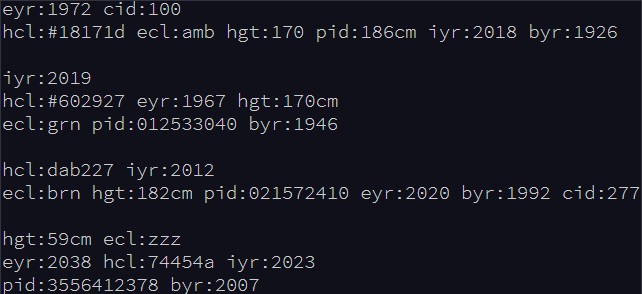 eyr:1972 cid:100
hcl:#18171d ecl:amb hgt:170 pid:186cm iyr:2018 byr:1926

iyr:2019
hcl:#602927 eyr:1967 hgt:170cm
ecl:grn pid:012533040 byr:1946

hcl:dab227 iyr:2012
ecl:brn hgt:182cm pid:021572410 eyr:2020 byr:1992 cid:277

hgt:59cm ecl:zzz
eyr:2038 hcl:74454a iyr:2023
pid:3556412378 byr:2007